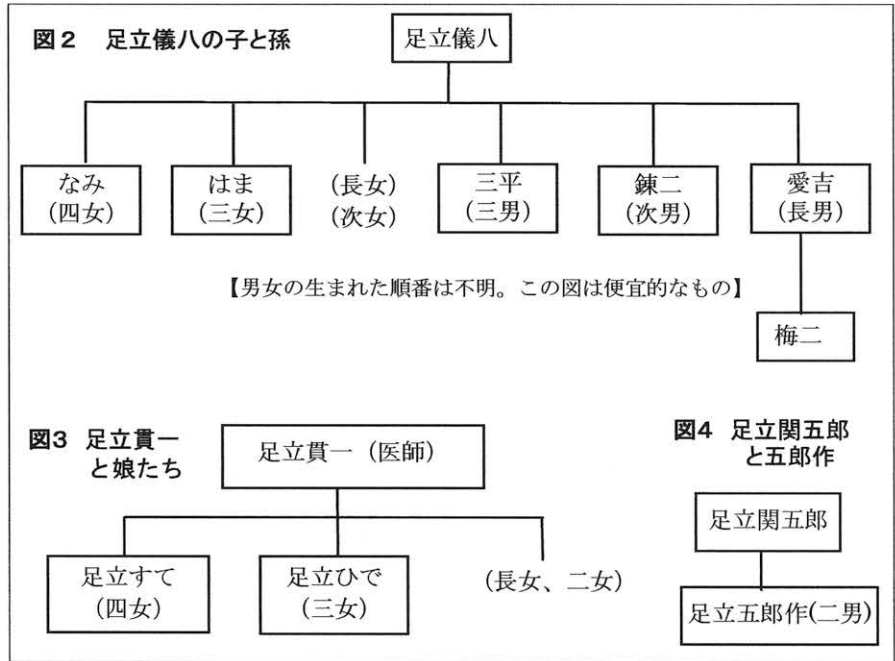 図2 足立儀八の子と孫
足立儀八
なみ
(四女)
はま
(三女)
(長女)
(次女)
三平
(三男)
錬二
(次男)
愛吉
(長男)
【男女の生まれた順番は不明。この図は便宜的なもの】
梅二
図3 足立貫一
と娘たち
足立貫一（医師）
足立すて
(四女)
足立ひで
(三女)
(長女、二女)
図4 足立関五郎
と五郎作
足立関五郎
足立五郎作(二男)